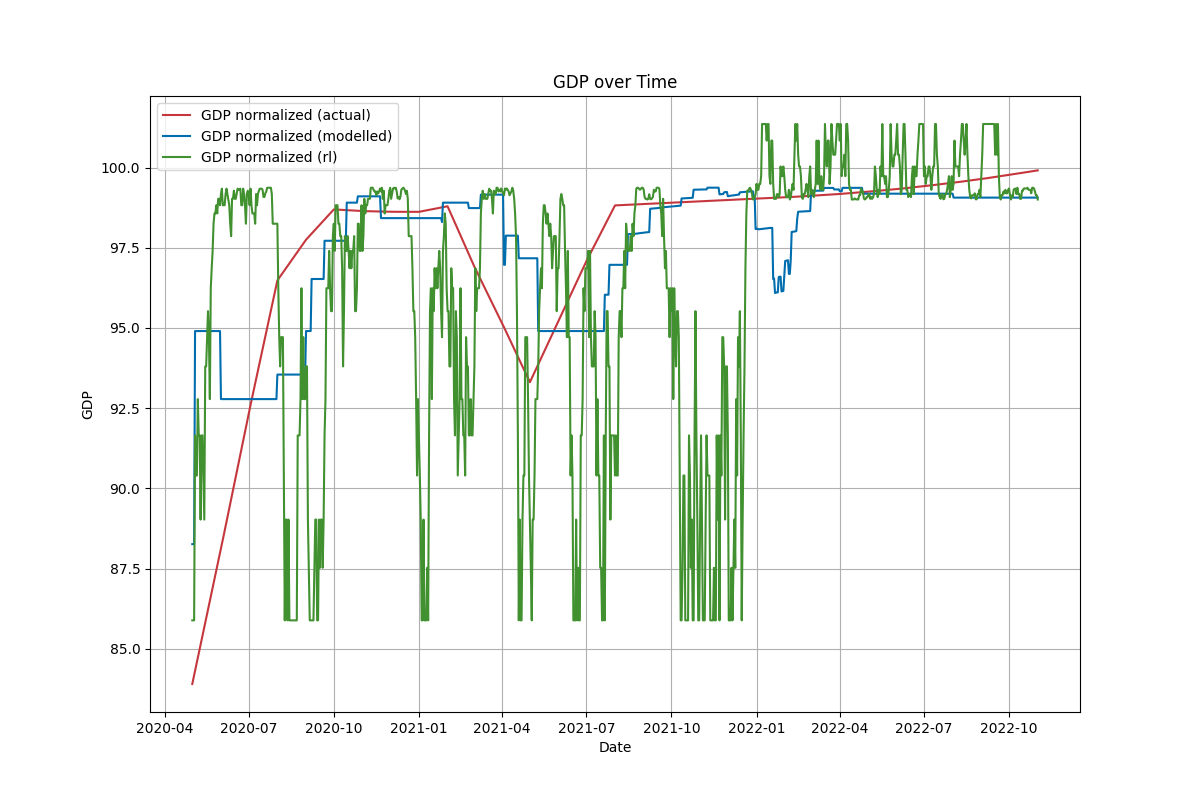 GDP over Time
GDP normalized (actual)
GDP normalized (modelled)
GDP normalized (rl)
100.0
97.5
95.0
92.5
90.0
87.5
85.0
GDP
2020-04 2020-07 2020-10 2021-01 2021-04 2021-07 2021-10 2022-01 2022-04 2022-07 2022-10
Date